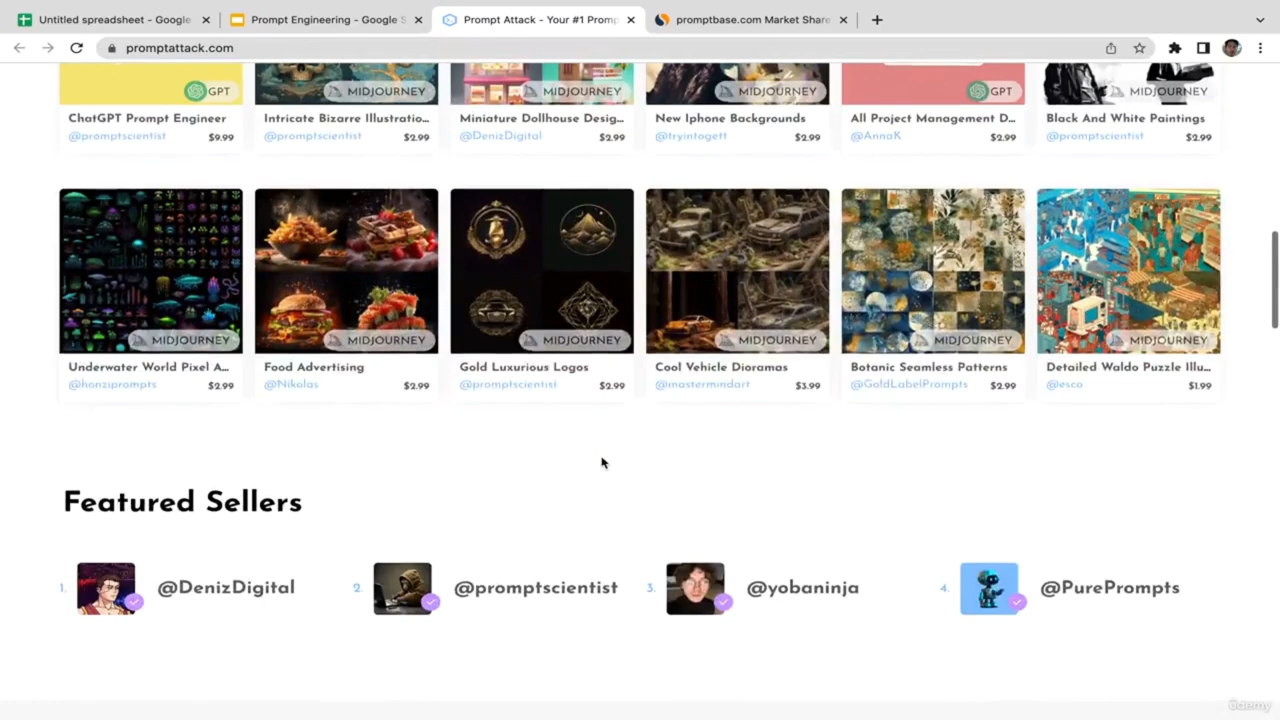 Untitled spreadsheet - Google
Prompt Engineering - Google S
Prompt Attack - Your #1 Promp
promptbase.com Market Share
promptattack.com
GPT
MIDJOURNEY
MIDJOURNEY
MIDJOURNEY
GPT
MIDJOURNEY
ChatGPT Prompt Engineer
Intricate Bizarre Illustratio...
Miniature Dollhouse Desig...
New Iphone Backgrounds
All Project Management D...
Black And White Paintings
@promptscientist $9.99
@promptscientist $2.99
@DenizDigital $2.99
@tryintogett $2.99
@AnnaK $2.99
@promptscientist $2.99
MIDJOURNEY
MIDJOURNEY
MIDJOURNEY
MIDJOURNEY
MIDJOURNEY
MIDJOURNEY
Underwater World Pixel A...
Food Advertising
Gold Luxurious Logos
Cool Vehicle Dioramas
Botanic Seamless Patterns
Detailed Waldo Puzzle Illu...
@honziprompts $2.99
@Nikolas $2.99
@promptscientist $2.99
@mastermindart $3.99
@GoldLabelPrompts $2.99
@esco $1.99
Featured Sellers
1. @DenizDigital
2. @promptscientist
3. @yobaninja
4. @PurePrompts
ûdemy